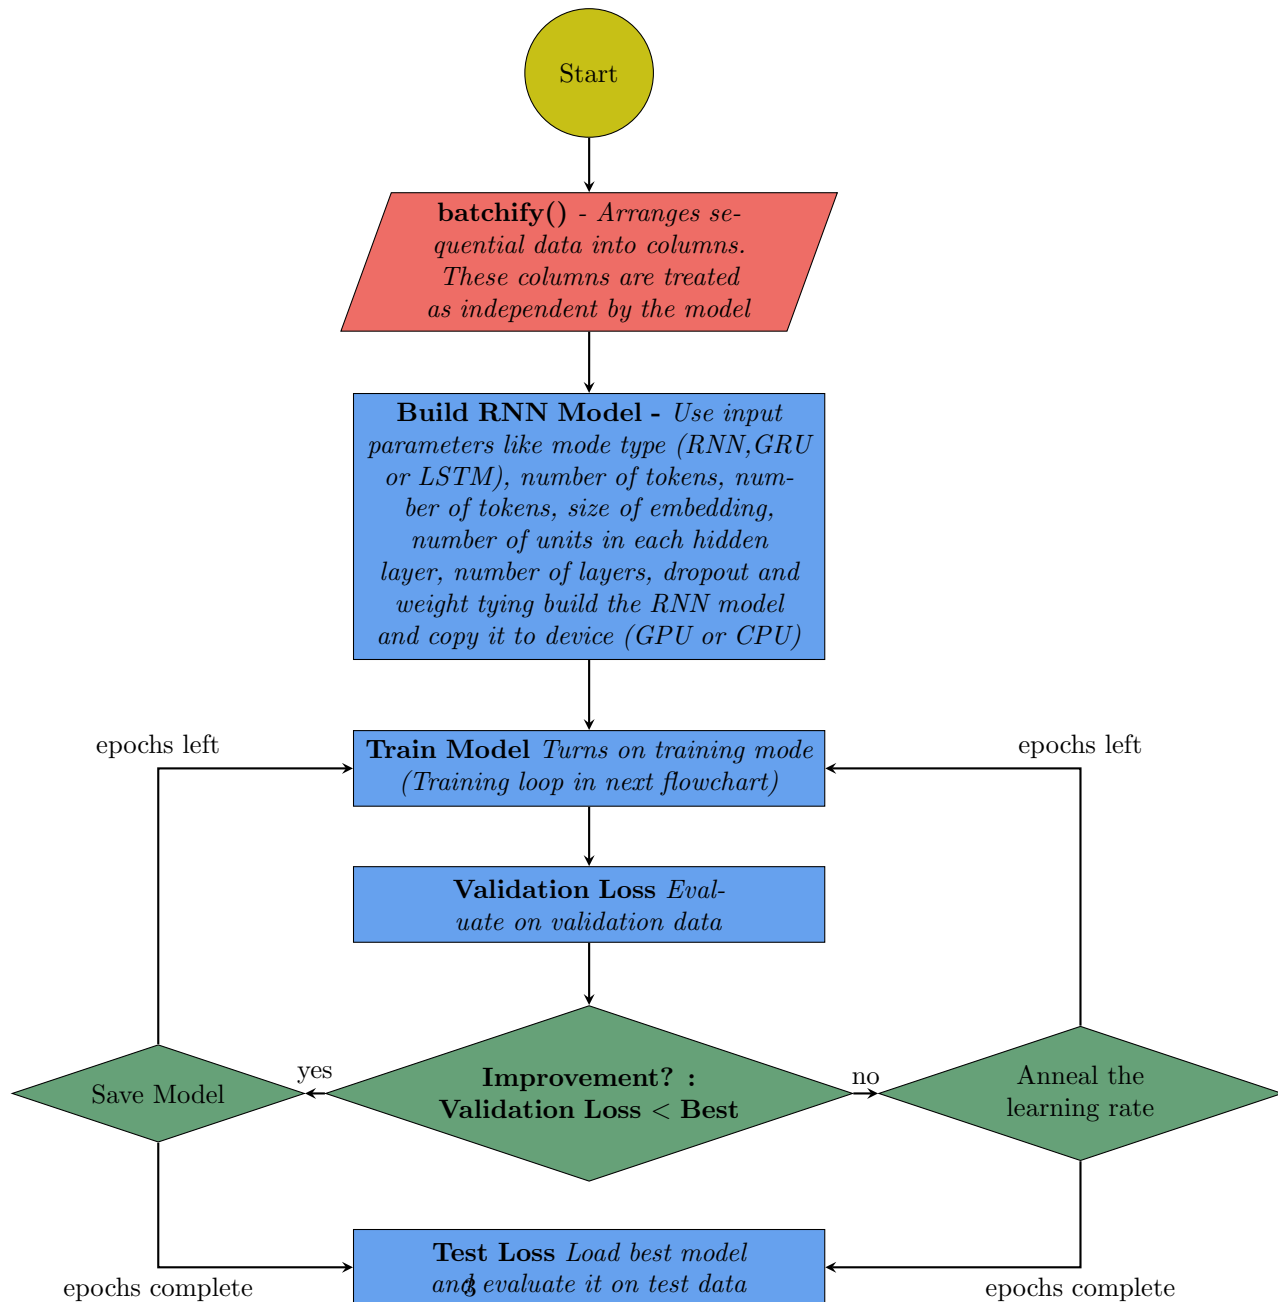 Start
batchify() - Arranges se-
quential data into columns.
These columns are treated
as independent by the model
Build RNN Model - Use input
parameters like mode type (RNN,GRU
or LSTM), number of tokens, num-
ber of tokens, size of embedding,
number of units in each hidden
layer, number of layers, dropout and
weight tying build the RNN model
and copy it to device (GPU or CPU)
epochs left
Train Model Turns on training mode
(Training loop in next flowchart)
epochs left
Validation Loss Eval-
uate on validation data
Save Model
yes
Improvement? :
Validation Loss < Best
no
Anneal the
learning rate
Test Loss Load best model
and evaluate it on test data
3
epochs complete
epochs complete